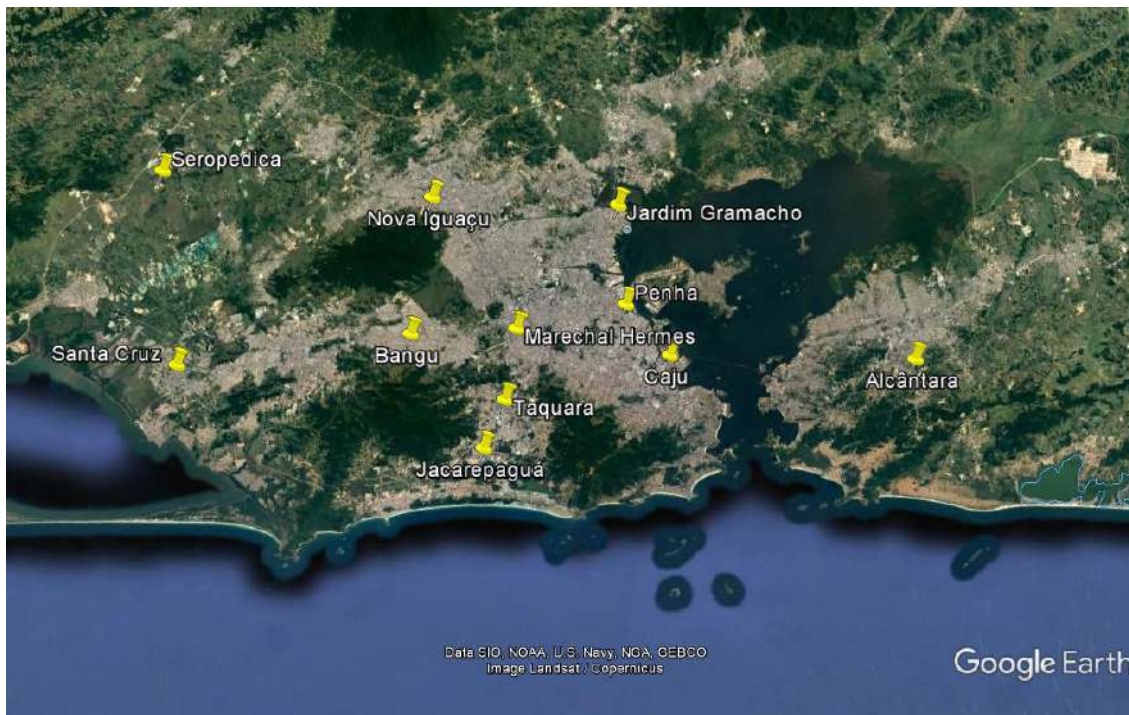 Seropedica
Nova Iguaçu
Jardim Gramacho
Penha
Marechal Hermes
Bangu
Santa Cruz
Caju
Alcântara
Taquara
Jacarepaguá
Data SIO, NOAA, U.S. Navy, NGA, GEBCO
Image Landsat / Copernicus
Google Earth